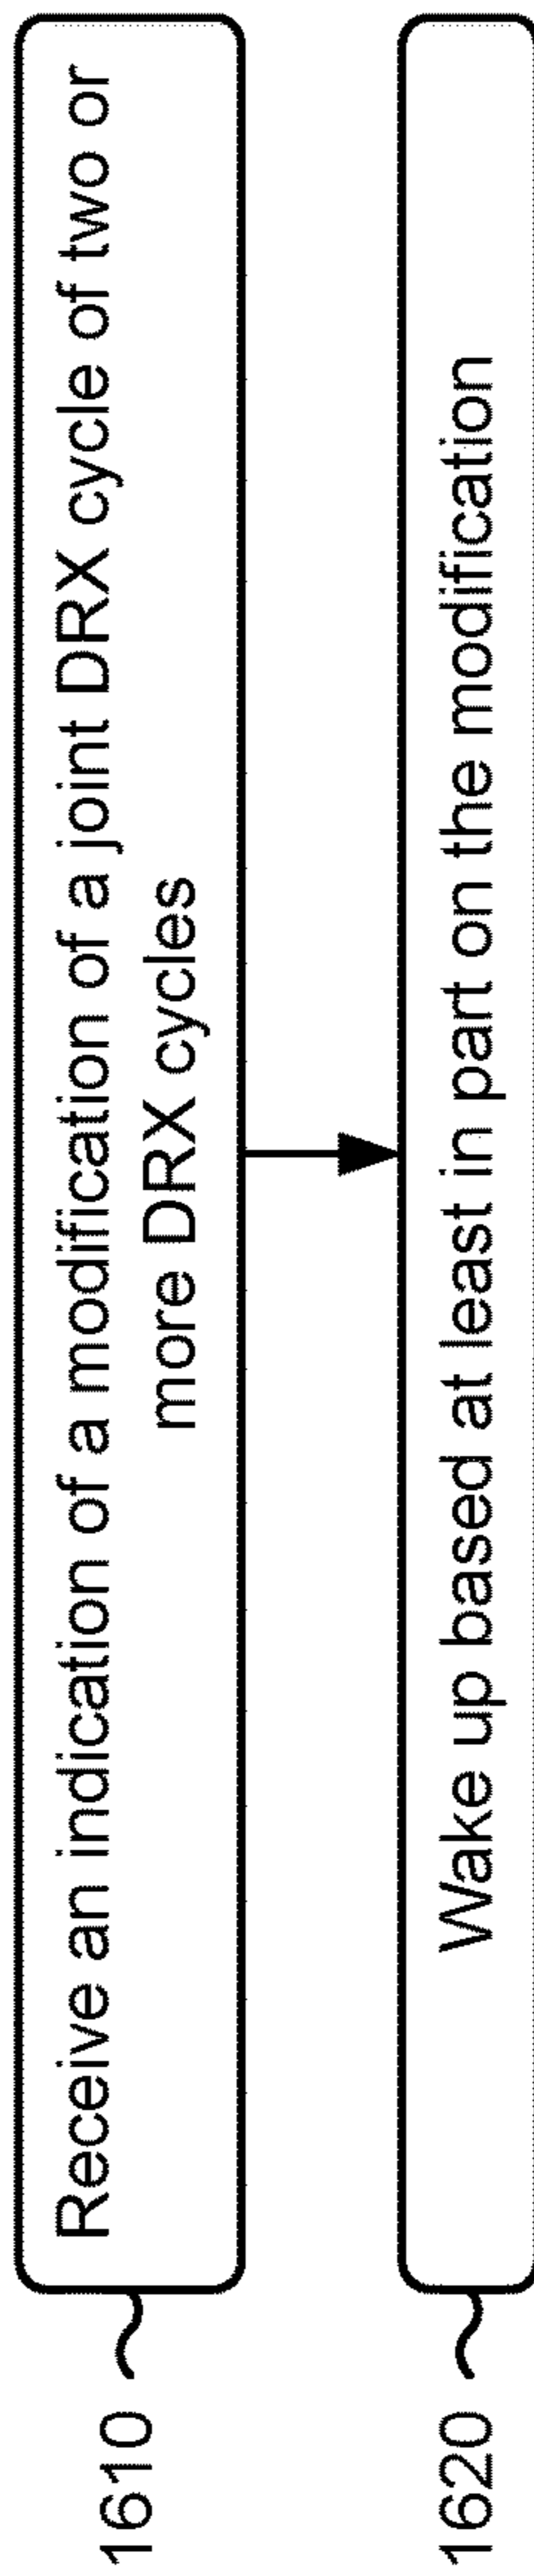 1610
Receive an indication of a modification of a joint DRX cycle of two or
more DRX cycles
1620
Wake up based at least in part on the modification